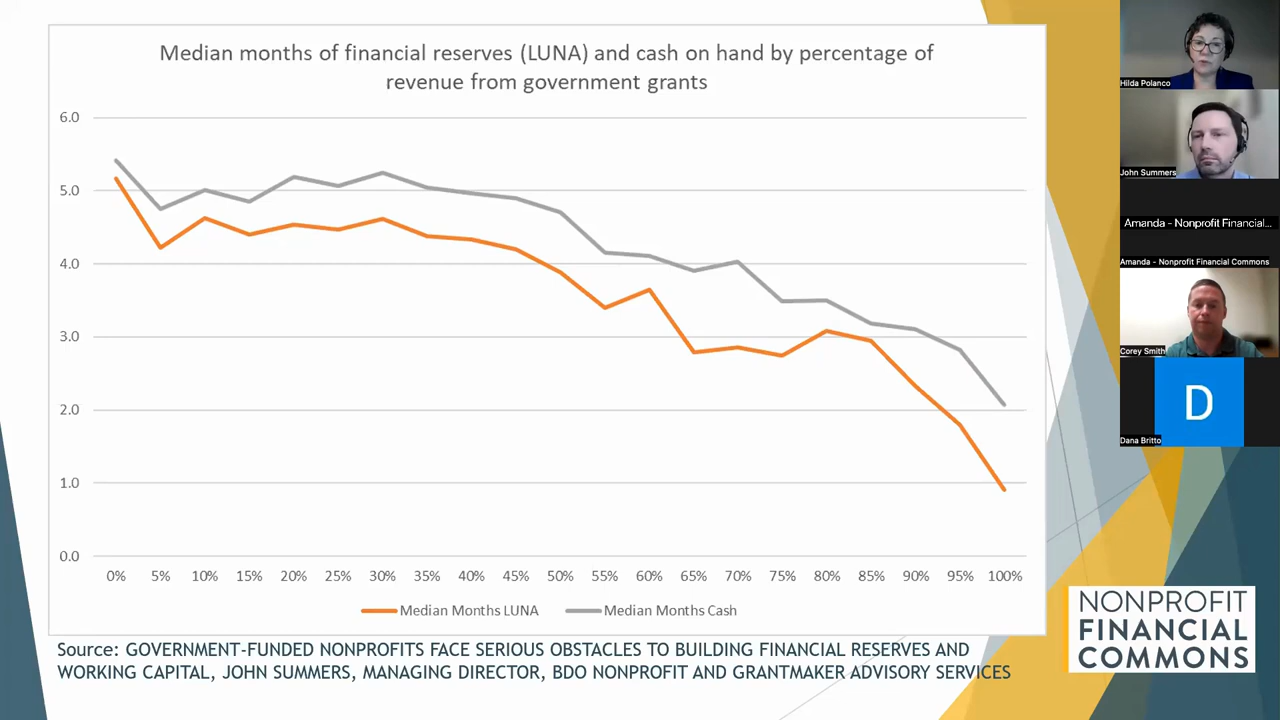 Median months of financial reserves (LUNA) and cash on hand by percentage of
revenue from government grants
6.0
5.0
4.0
3.0
2.0
1.0
0.0
0% 5% 10% 15% 20% 25% 30% 35% 40% 45% 50% 55% 60% 65% 70% 75% 80% 85% 90% 95% 100%
Median Months LUNA Median Months Cash
Source: GOVERNMENT-FUNDED NONPROFITS FACE SERIOUS OBSTACLES TO BUILDING FINANCIAL RESERVES AND
WORKING CAPITAL, JOHN SUMMERS, MANAGING DIRECTOR, BDO NONPROFIT AND GRANTMAKER ADVISORY SERVICES
Hilda Polanco
John Summers
Amanda - Nonprofit Financial...
Amanda - Nonprofit Financial Commons
Corey Smith
D
Dana Britto
NONPROFIT
FINANCIAL
COMMONS